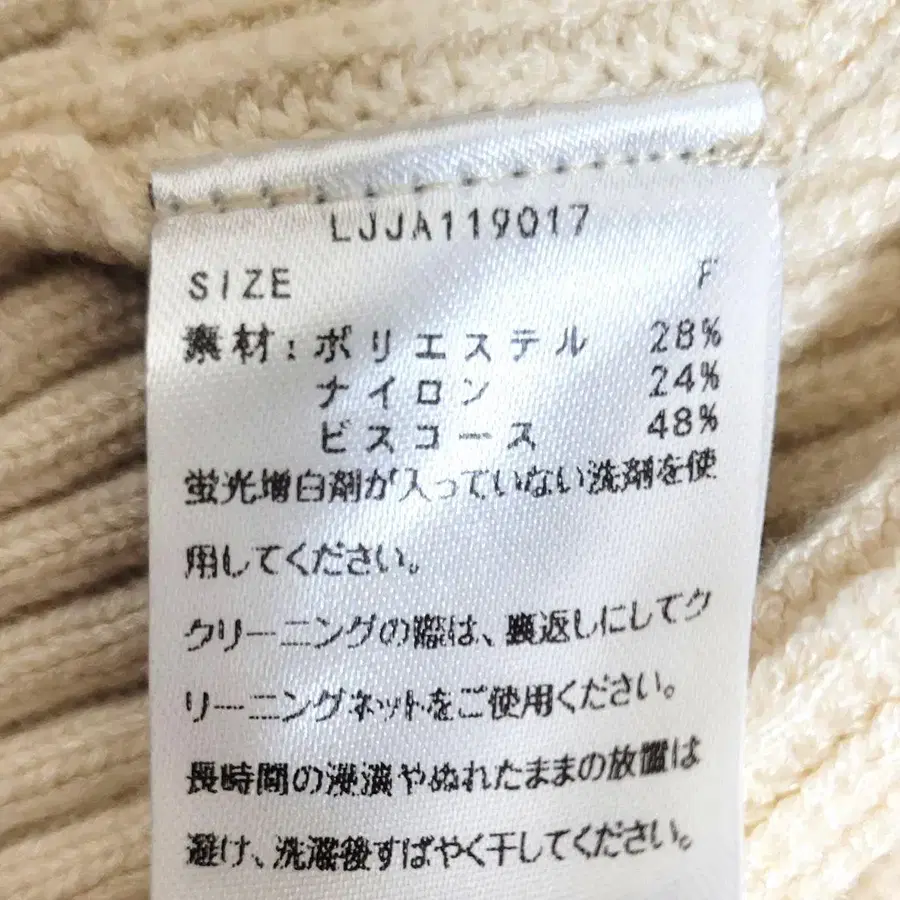 LJJA119017
SIZE F
素材:ポリエステル 28%
ナイロン 24%
ビスコース 48%
蛍光増白剤が入っていない洗剤を使
用してください。
クリーニングの際は、裏返しにしてク
リーニングネットをご使用ください。
長時間の浸漬やぬれたままの放置は
避け、洗濯後すばやく干してください。